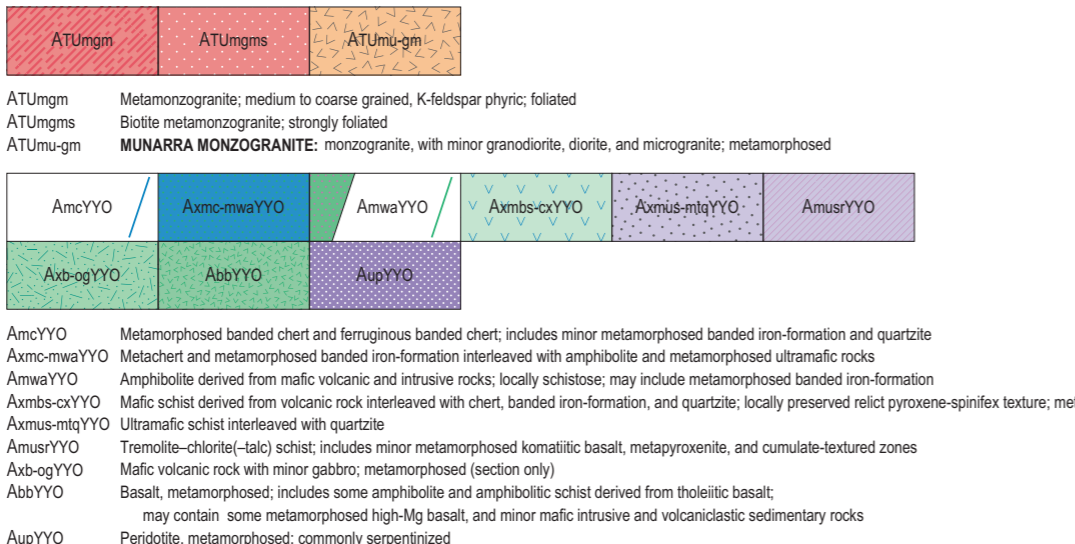 ATUmgm ATUmgms ATUmu-gm
ATUmgm Metamonzogranite; medium to coarse grained, K-feldspar phyric; foliated
ATUmgms Biotite metamonzogranite; strongly foliated
ATUmu-gm MUNARRA MONZOGRANITE: monzogranite, with minor granodiorite, diorite, and microgranite; metamorphosed
AmcYYO Axmc-mwaYYO AmwaYYO Axmbs-cxYYO Axmus-mtqYYO AmusrYYO
Axb-ogYYO AbbYYO AupYYO
AmcYYO Metamorphosed banded chert and ferruginous banded chert; includes minor metamorphosed banded iron-formation and quartzite
Axmc-mwaYYO Metachert and metamorphosed banded iron-formation interleaved with amphibolite and metamorphosed ultramafic rocks
AmwaYYO Amphibolite derived from mafic volcanic and intrusive rocks; locally schistose; may include metamorphosed banded iron-formation
Axmbs-cxYYO Mafic schist derived from volcanic rock interleaved with chert, banded iron-formation, and quartzite; locally preserved relict pyroxene-spinifex texture;
Axmus-mtqYYO Ultramafic schist interleaved with quartzite
AmusrYYO Tremolite–chlorite(–talc) schist; includes minor metamorphosed komatiitic basalt, metapyroxenite, and cumulate-textured zones
Axb-ogYYO Mafic volcanic rock with minor gabbro; metamorphosed (section only)
AbbYYO Basalt, metamorphosed; includes some amphibolite and amphibolitic schist derived from tholeiitic basalt;
may contain some metamorphosed high-Mg basalt, and minor mafic intrusive and volcaniclastic sedimentary rocks
AupYYO Peridotite, metamorphosed; commonly serpentinized